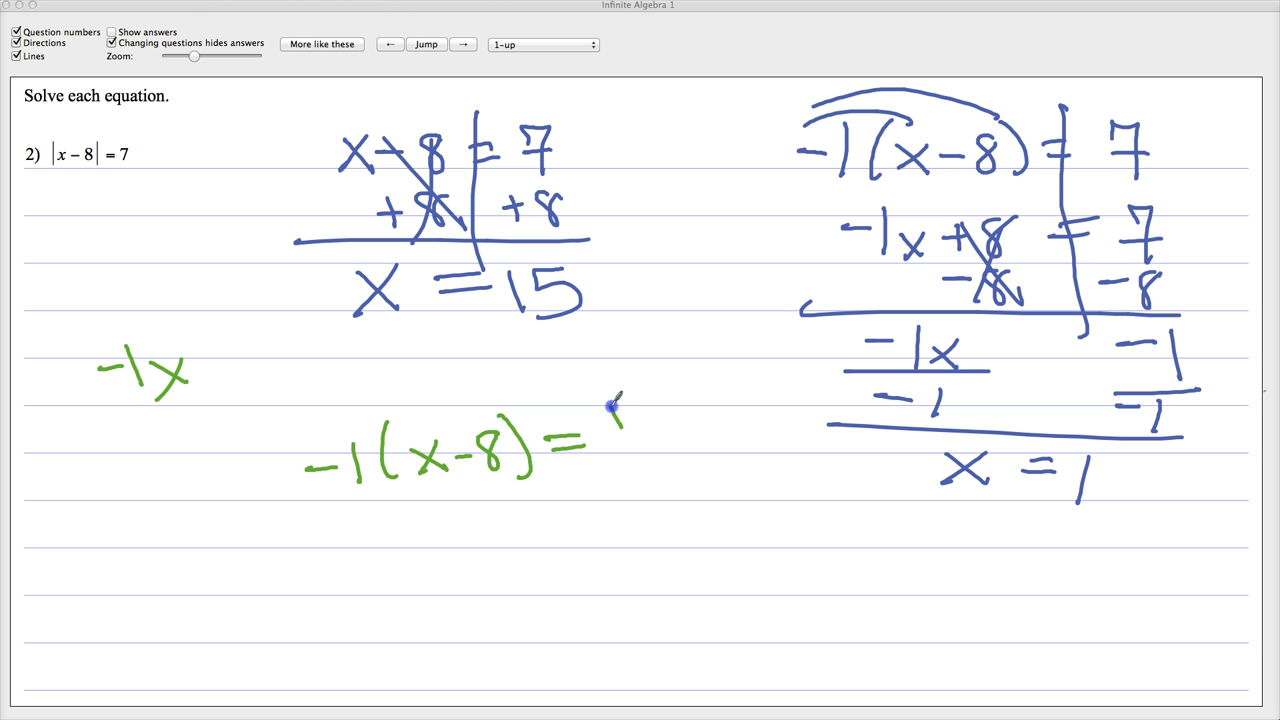 Infinite Algebra 1
Question numbers Show answers
Directions Changing questions hides answers More like these ← Jump → 1-up
Lines Zoom:
Solve each equation.
2) |x − 8| = 7
x - 8 = 7
+ 8 + 8
x = 15
-1(x - 8) = 7
-1x + 8 = 7
- 8 - 8
-1x -1
-1 -1
x = 1
-1x
-1(x - 8) =